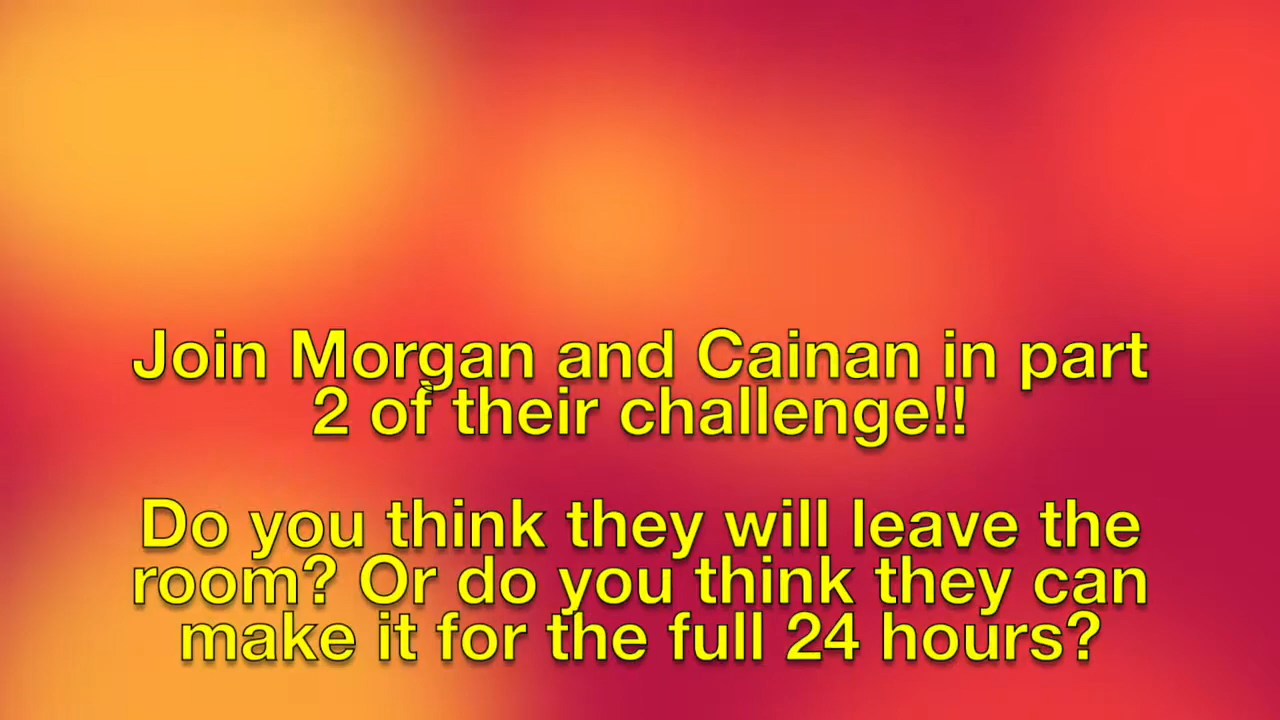 Join Morgan and Cainan in part
2 of their challenge!!
Do you think they will leave the
room? Or do you think they can
make it for the full 24 hours?